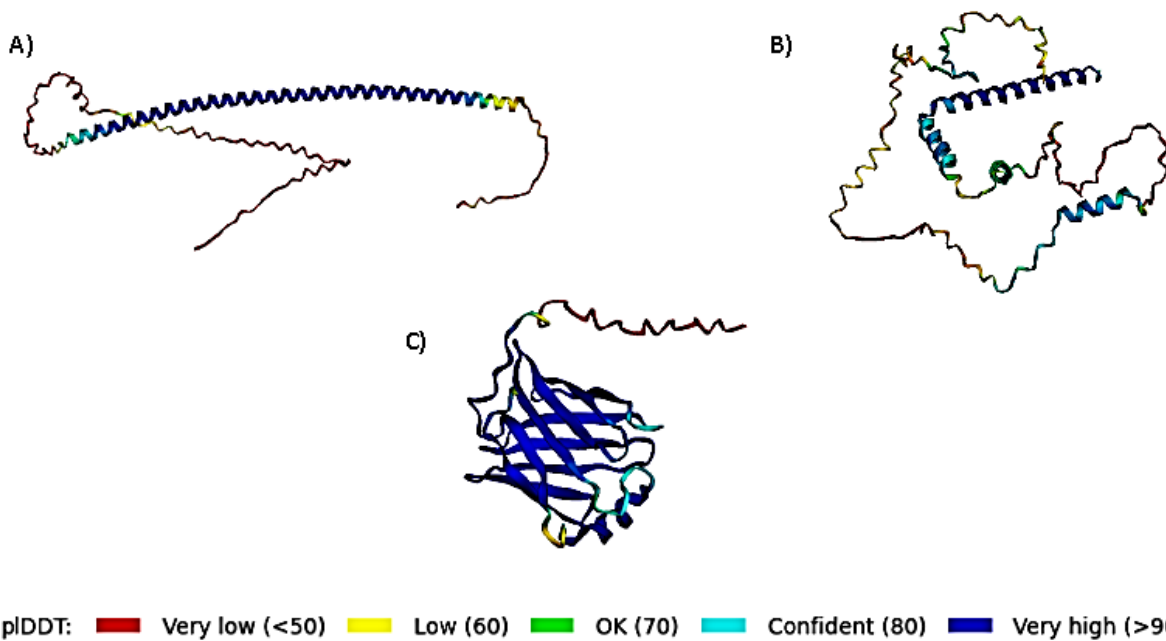 A)
B)
C)
plDDT: Very low (<50) Low (60) OK (70) Confident (80) Very high (>9